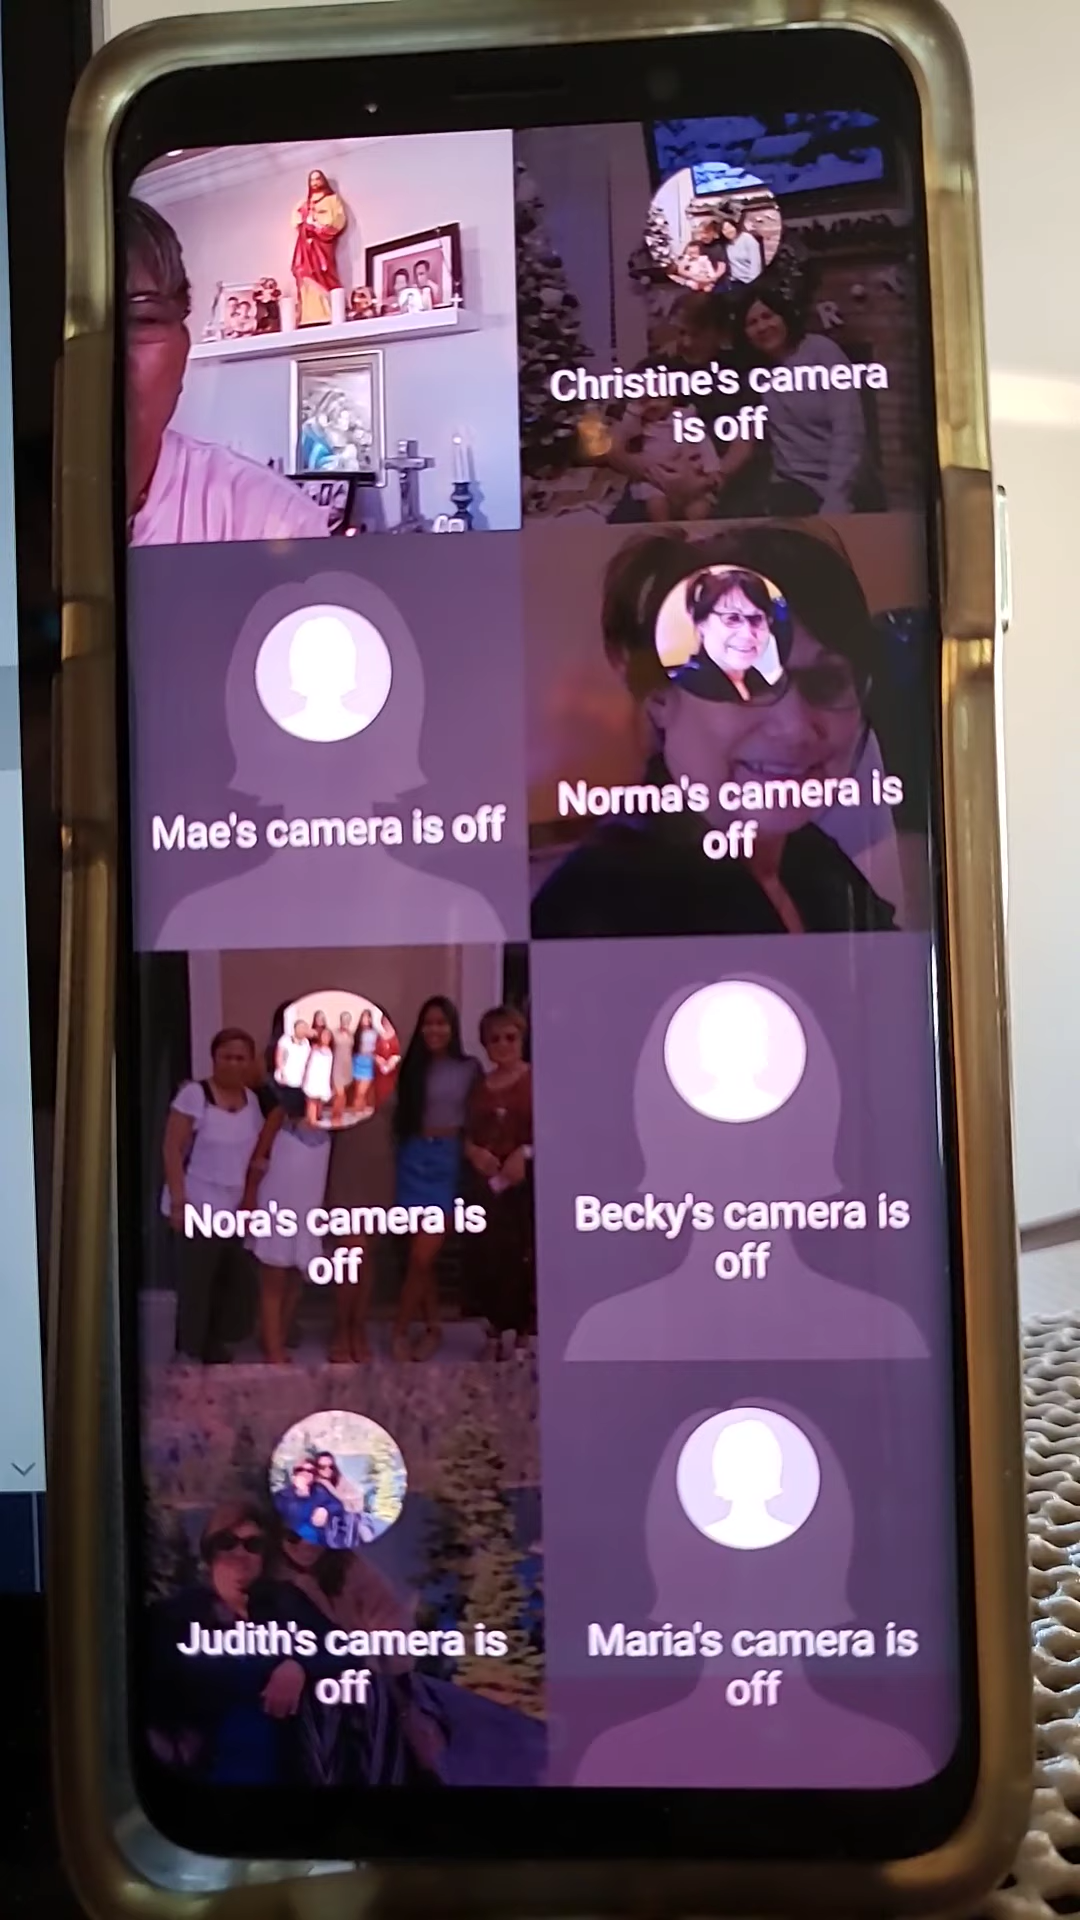 Christine's camera
is off
Mae's camera is off
Norma's camera is
off
Nora's camera is
off
Becky's camera is
off
Judith's camera is
off
Maria's camera is
off